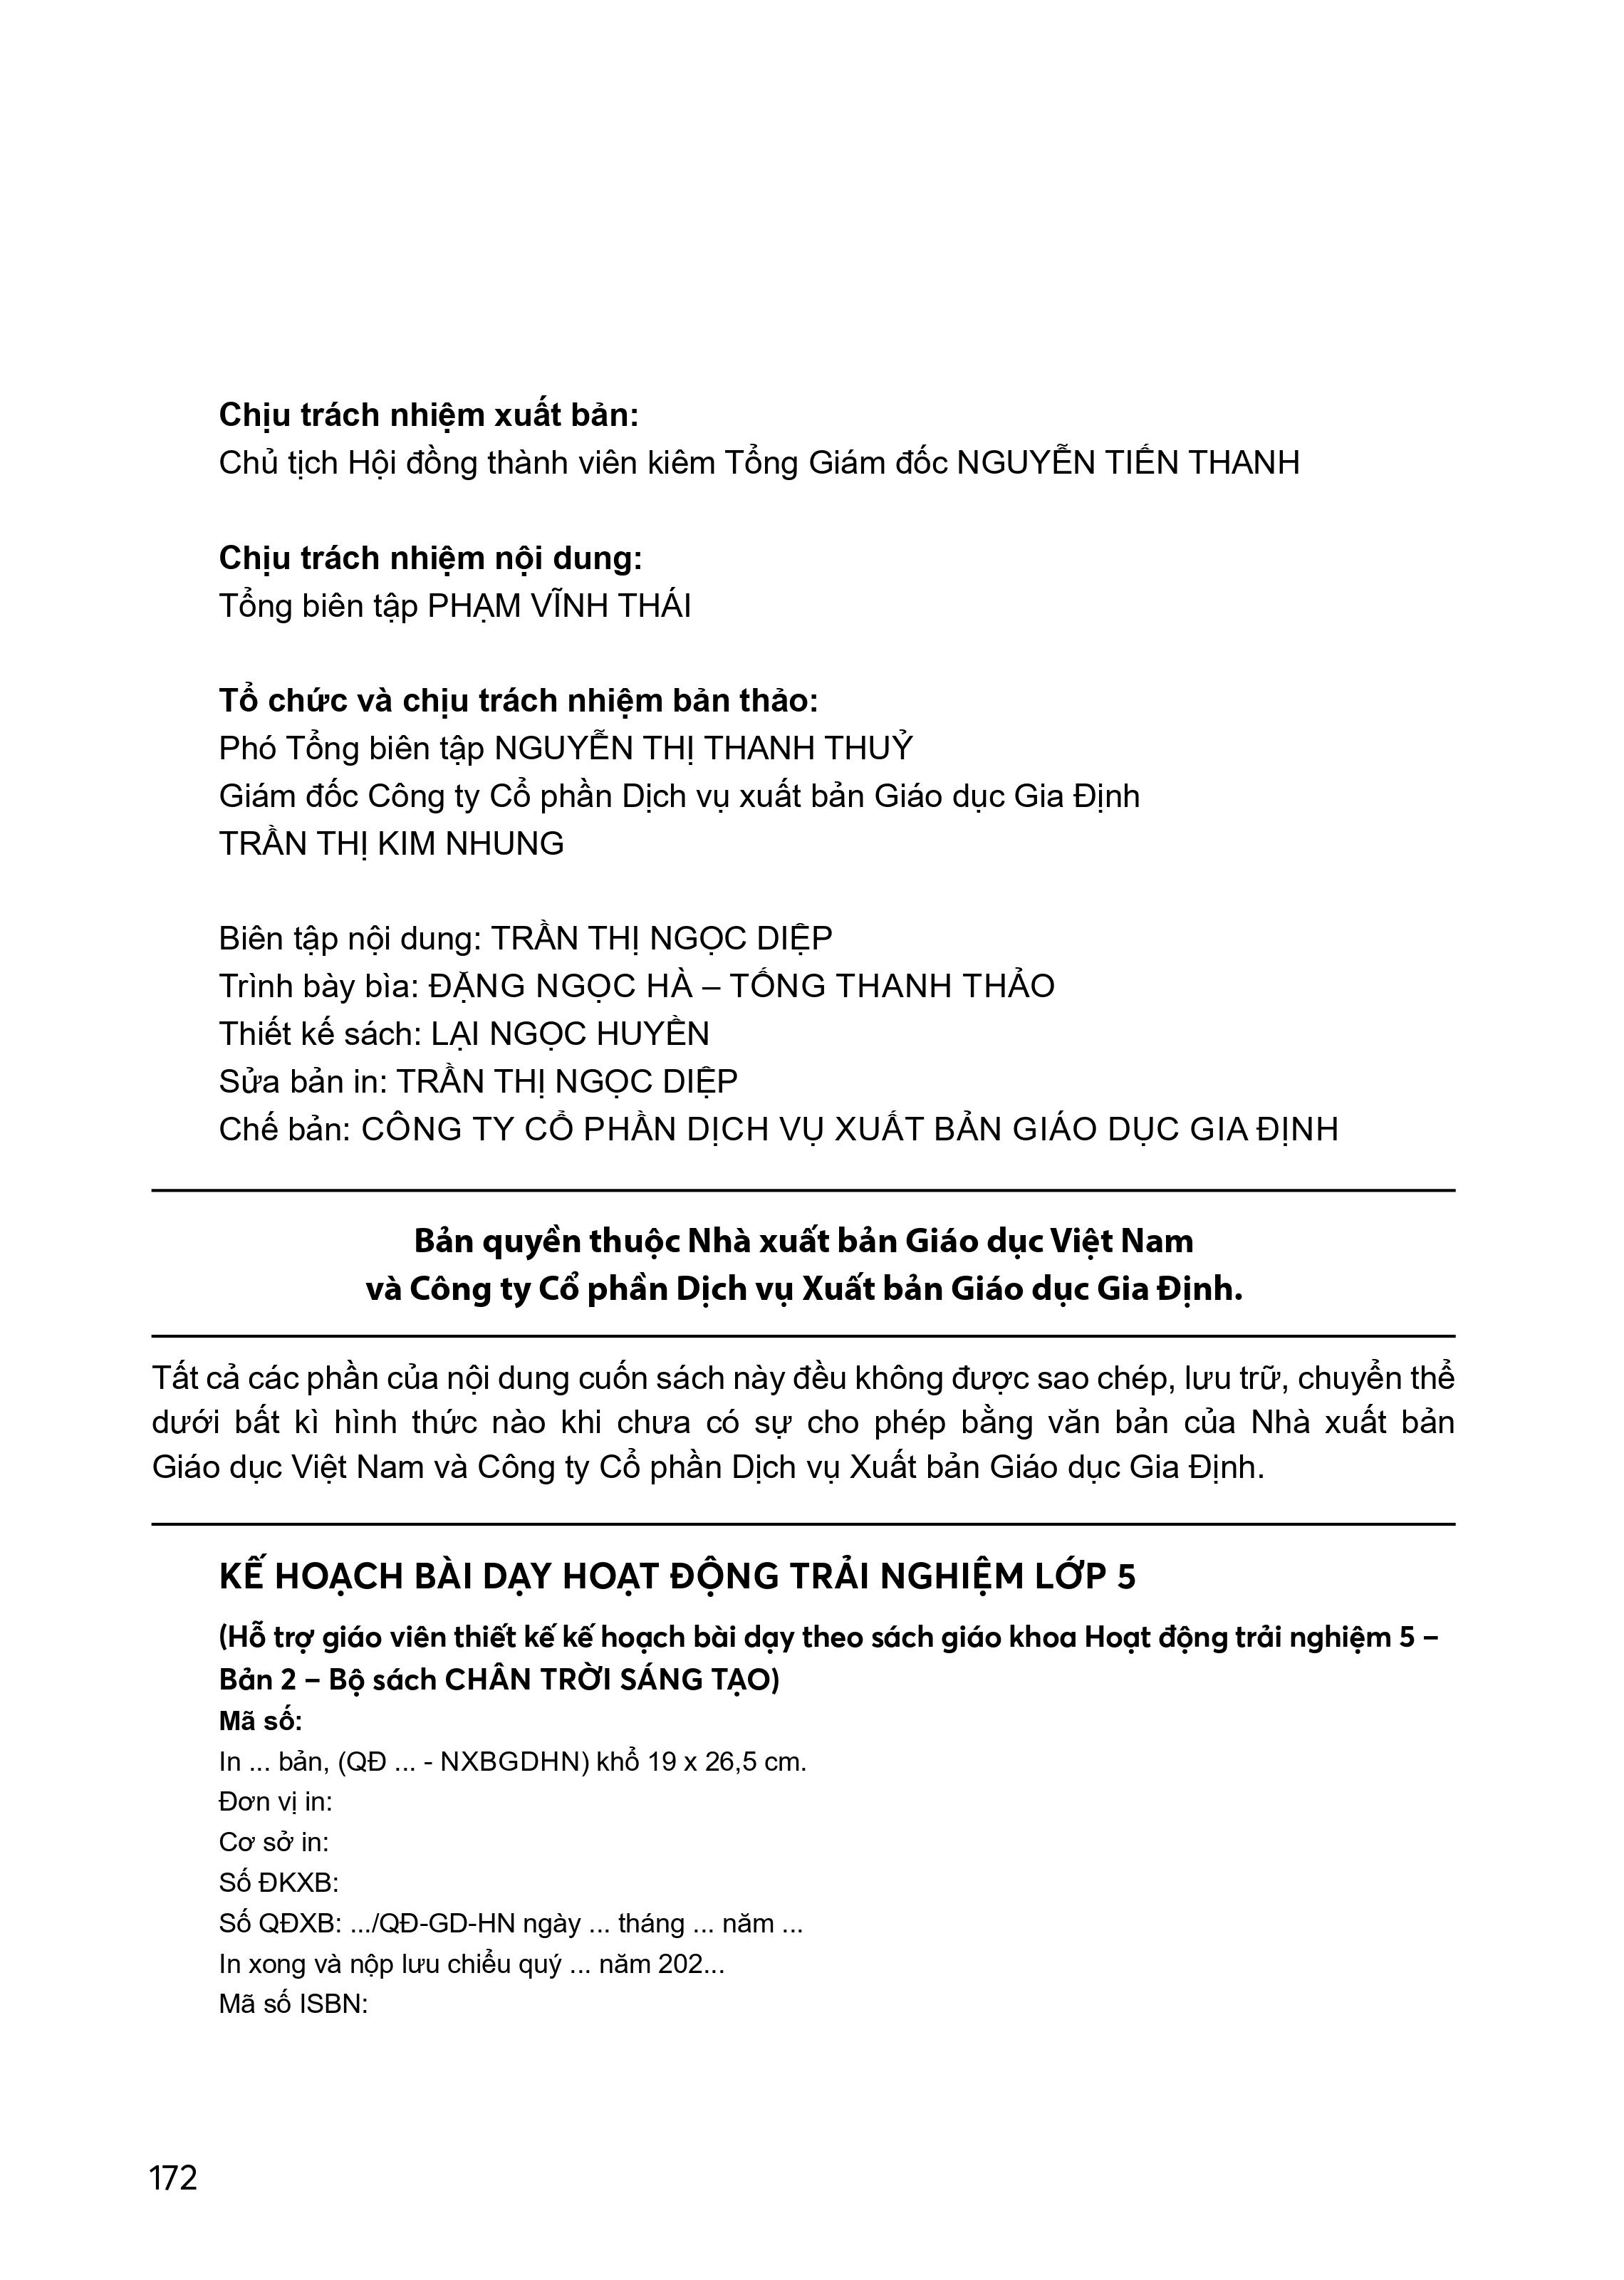 Chịu trách nhiệm xuất bản:
Chủ tịch Hội đồng thành viên kiêm Tổng Giám đốc NGUYỄN TIẾN THANH
Chịu trách nhiệm nội dung:
Tổng biên tập PHẠM VĨNH THÁI
Tổ chức và chịu trách nhiệm bản thảo:
Phó Tổng biên tập NGUYỄN THỊ THANH THUỶ
Giám đốc Công ty Cổ phần Dịch vụ xuất bản Giáo dục Gia Định
TRẦN THỊ KIM NHUNG
Biên tập nội dung: TRẦN THỊ NGỌC DIỆP
Trình bày bìa: ĐẶNG NGỌC HÀ – TỐNG THANH THẢO
Thiết kế sách: LẠI NGỌC HUYỀN
Sửa bản in: TRẦN THỊ NGỌC DIỆP
Chế bản: CÔNG TY CỔ PHẦN DỊCH VỤ XUẤT BẢN GIÁO DỤC GIA ĐỊNH
Bản quyền thuộc Nhà xuất bản Giáo dục Việt Nam
và Công ty Cổ phần Dịch vụ Xuất bản Giáo dục Gia Định.
Tất cả các phần của nội dung cuốn sách này đều không được sao chép, lưu trữ, chuyển thể
dưới bất kì hình thức nào khi chưa có sự cho phép bằng văn bản của Nhà xuất bản
Giáo dục Việt Nam và Công ty Cổ phần Dịch vụ Xuất bản Giáo dục Gia Định.
KẾ HOẠCH BÀI DẠY HOẠT ĐỘNG TRẢI NGHIỆM LỚP 5
(Hỗ trợ giáo viên thiết kế kế hoạch bài dạy theo sách giáo khoa Hoạt động trải nghiệm 5 –
Bản 2 – Bộ sách CHÂN TRỜI SÁNG TẠO)
Mã số:
In ... bản, (QĐ ... - NXBGDHN) khổ 19 x 26,5 cm.
Đơn vị in:
Cơ sở in:
Số ĐKXB:
Số QĐXB: .../QĐ-GD-HN ngày ... tháng ... năm ...
In xong và nộp lưu chiểu quý ... năm 202...
Mã số ISBN:
172